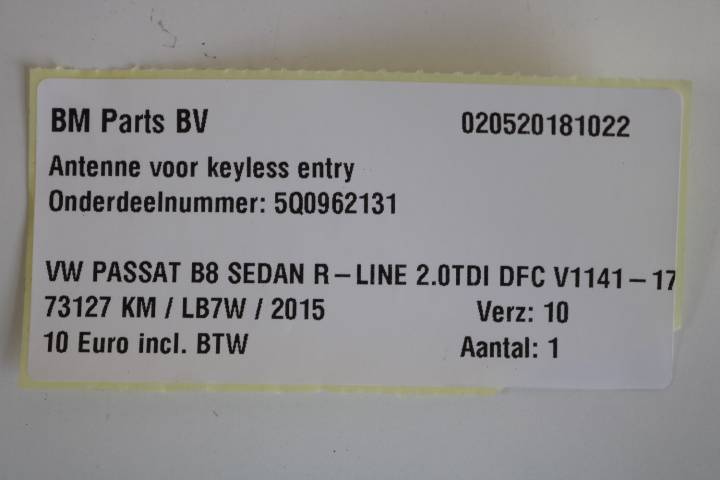 BM Parts BV 020520181022
Antenne voor keyless entry
Onderdeelnummer: 5Q0962131
VW PASSAT B8 SEDAN R-LINE 2.0TDI DFC V1141-17
73127 KM / LB7W / 2015 Verz: 10
10 Euro incl. BTW Aantal: 1